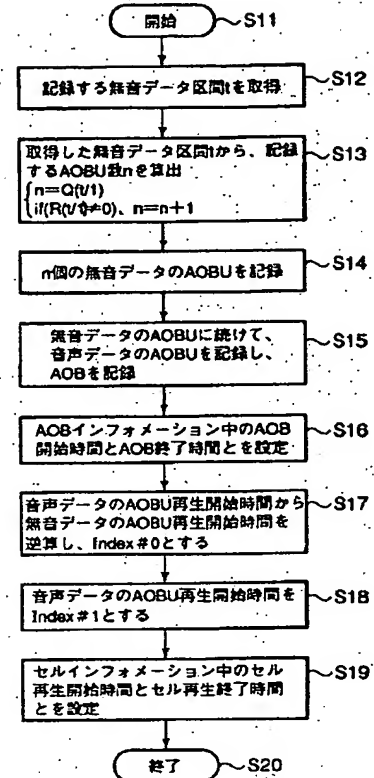 開始 S11
記録する無音データ区間tを取得 S12
取得した無音データ区間tから、記録 S13
するAOBU数nを算出
n=Q(t/1)
if(R(t/1)≠0)、n=n+1
n個の無音データのAOBUを記録 S14
無音データのAOBUに続けて、 S15
音声データのAOBUを記録し、
AOBを記録
AOBインフォメーション中のAOB S16
開始時間とAOB終了時間とを設定
音声データのAOBU再生開始時間から S17
無音データのAOBU再生開始時間を
逆算し、Index#0とする
音声データのAOBU再生開始時間を S18
Index#1とする
セルインフォメーション中のセル S19
再生開始時間とセル再生終了時間
とを設定
終了 S20